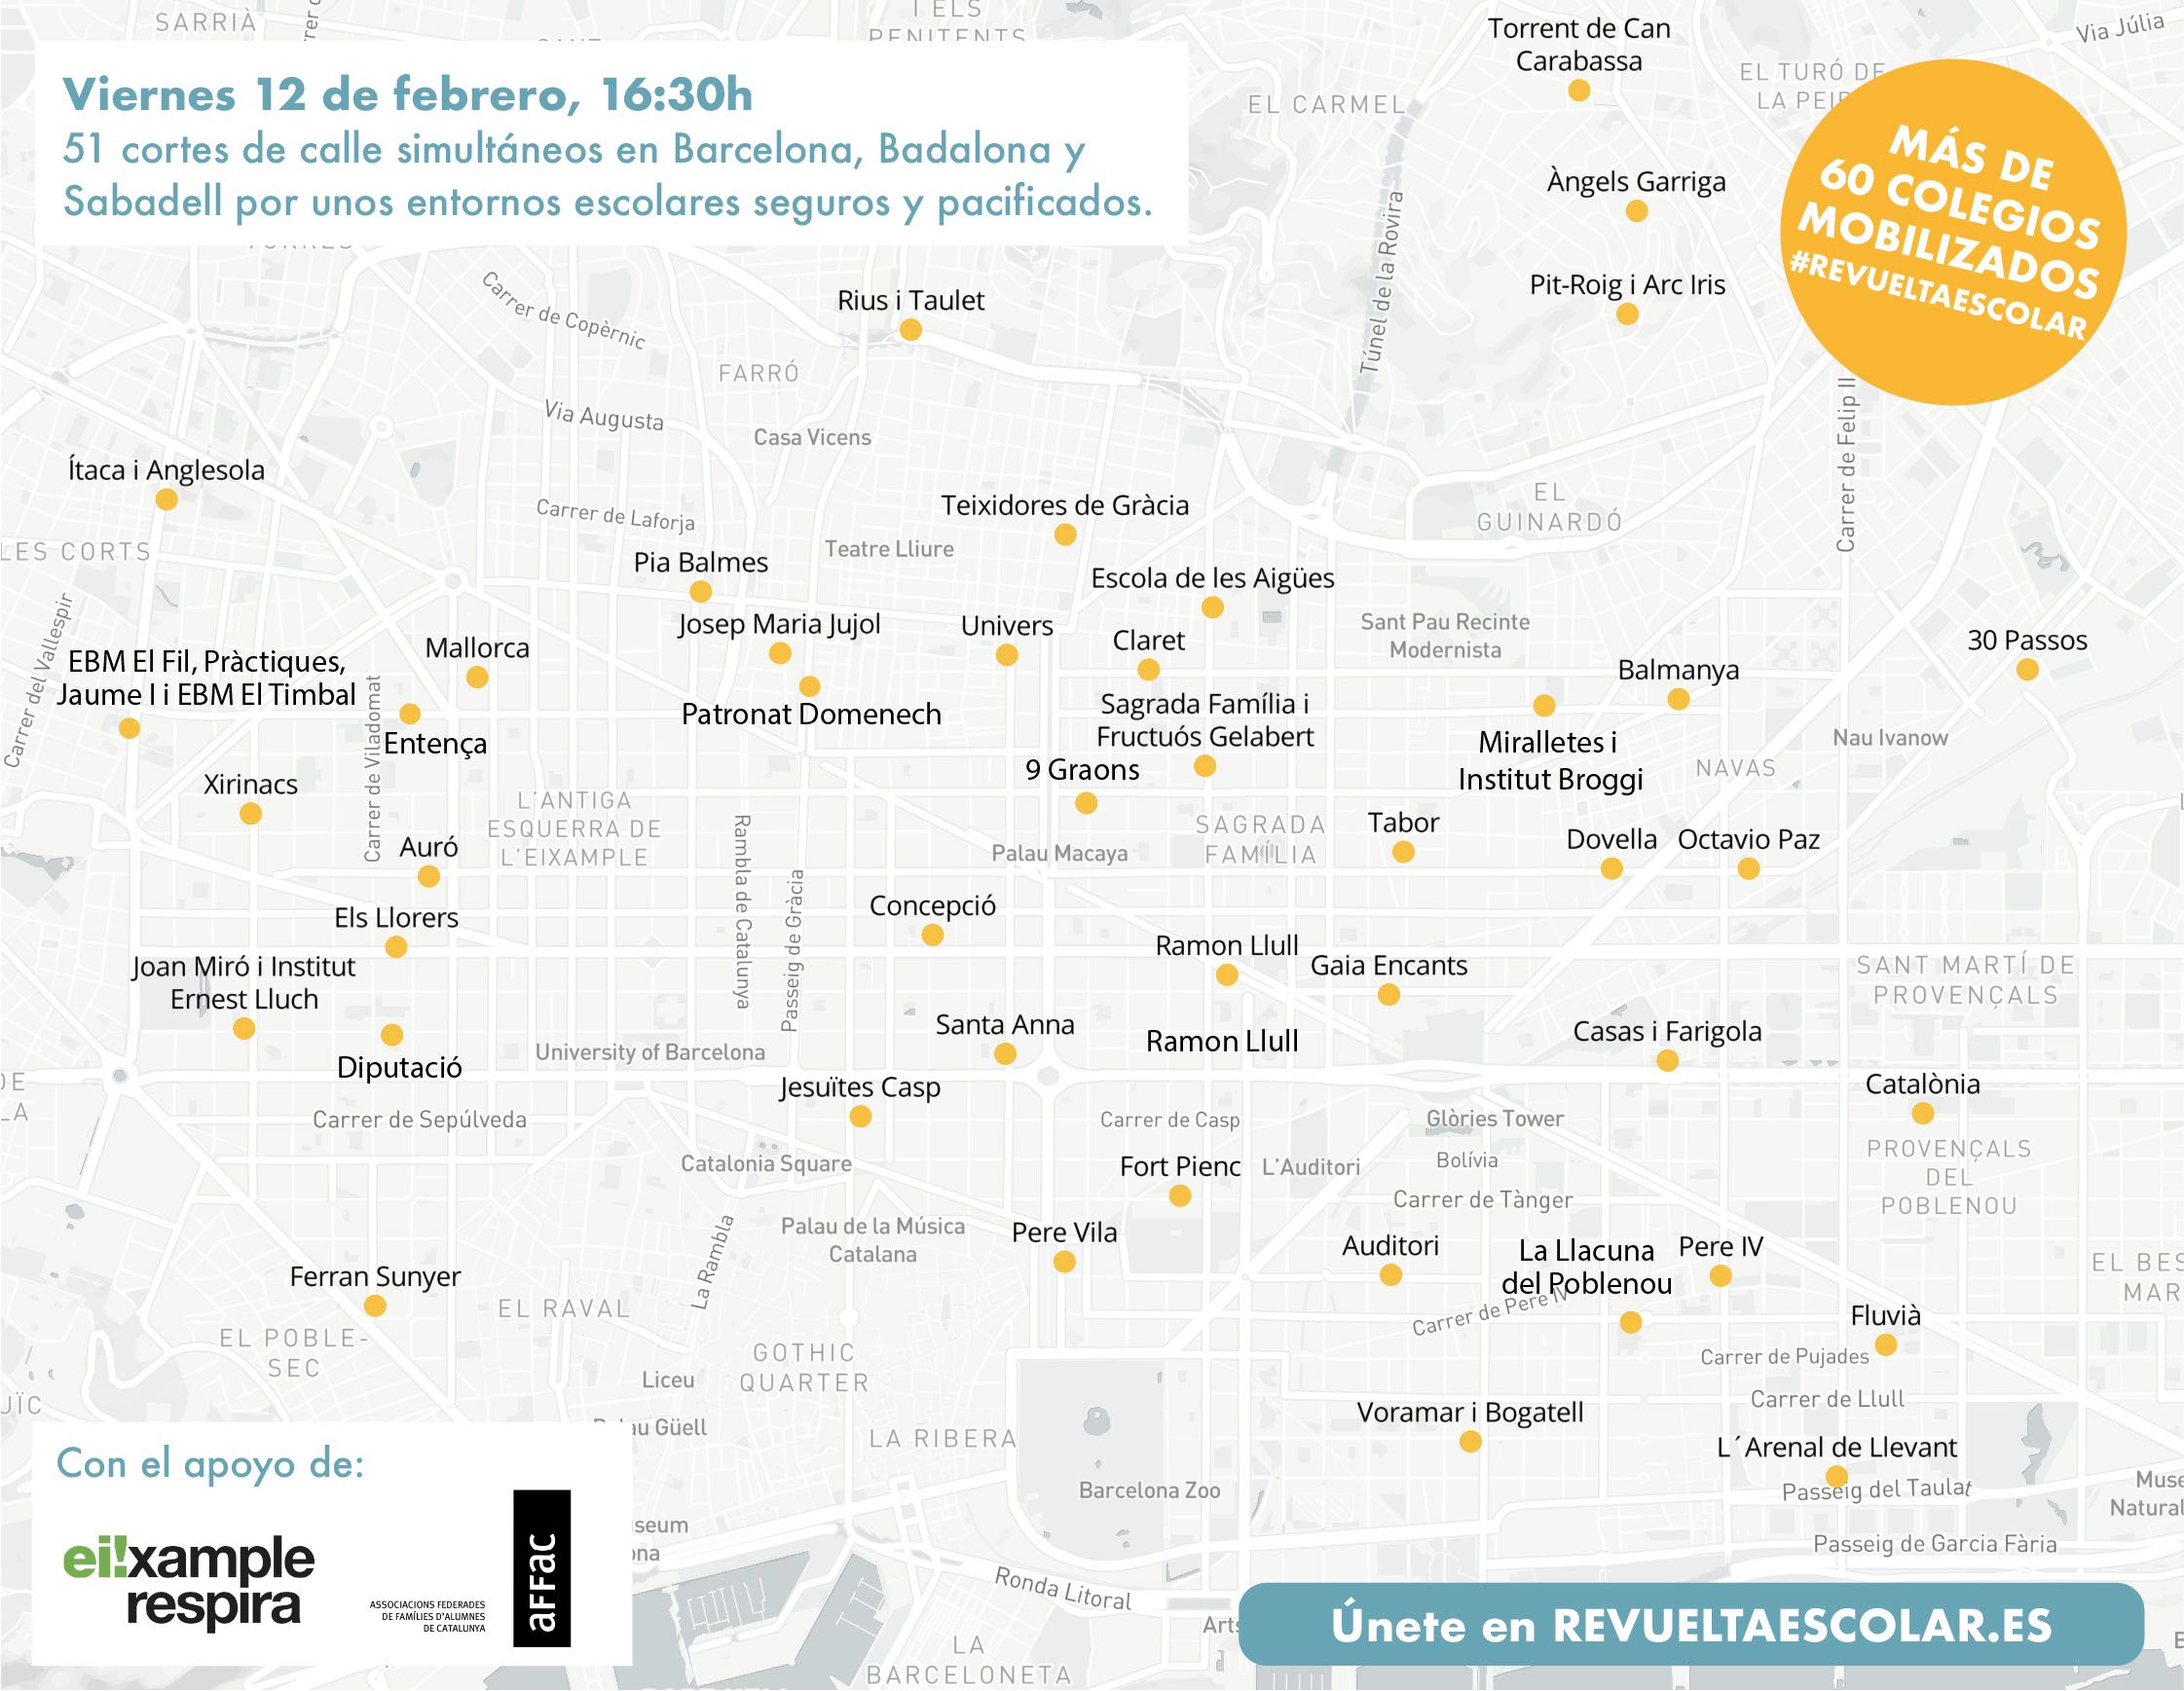 SARRIÀ
I ELS
PENITENTS
Torrent de Can
Carabassa
Via Júlia
EL TURÓ DE
LA PEIR
EL CARMEL
Viernes 12 de febrero, 16:30h
51 cortes de calle simultáneos en Barcelona, Badalona y
Sabadell por unos entornos escolares seguros y pacificados.
MÁS DE
60 COLEGIOS
MOBILIZADOS
#REVUELTAESCOLAR
Àngels Garriga
Túnel de la Rovira
Pit-Roig i Arc Iris
Carrer de Copèrnic
Rius i Taulet
FARRÓ
Via Augusta
Casa Vicens
Carrer de Felip II
Ítaca i Anglesola
Carrer de Laforja
Teixidores de Gràcia
EL
GUINARDÓ
LES CORTS
Pia Balmes
Teatre Lliure
Escola de les Aigües
Carrer del Vallespir
Josep Maria Jujol
Univers
Claret
Sant Pau Recinte
Modernista
30 Passos
EBM El Fil, Pràctiques,
Jaume I i EBM El Timbal
Mallorca
Balmanya
Carrer de Viladomat
Entença
Patronat Domenech
Sagrada Família i
Fructuós Gelabert
Miralletes i
Institut Broggi
Nau Ivanow
NAVAS
9 Graons
Xirinacs
L'ANTIGA
ESQUERRA DE
L'EIXAMPLE
Rambla de Catalunya
Passeig de Gràcia
Palau Macaya
SAGRADA
FAMÍLIA
Tabor
Dovella
Octavio Paz
Auró
Els Llorers
Concepció
Ramon Llull
Gaia Encants
SANT MARTÍ DE
PROVENÇALS
Joan Miró i Institut
Ernest Lluch
Santa Anna
Ramon Llull
Casas i Farigola
Diputació
University of Barcelona
Jesuïtes Casp
Catalònia
Carrer de Sepúlveda
Carrer de Casp
Glòries Tower
Catalonia Square
Fort Pienc
L'Auditori
Bolívia
PROVENÇALS
DEL
POBLENOU
Carrer de Tànger
La Rambla
Palau de la Música
Catalana
Pere Vila
Auditori
La Llacuna
del Poblenou
Pere IV
EL BES
MAR
Ferran Sunyer
EL RAVAL
Carrer de Pere IV
Fluvià
EL POBLE-
SEC
GOTHIC
QUARTER
Carrer de Pujades
Liceu
Carrer de Llull
Voramar i Bogatell
au Güell
LA RIBERA
L´Arenal de Llevant
Barcelona Zoo
Passeig del Taulat
Muse
Natural
Con el apoyo de:
ei!xample
respira
ASSOCIACIONS FEDERADES
DE FAMÍLIES D'ALUMNES
DE CATALUNYA
aFFac
seum
ona
Passeig de Garcia Fària
Ronda Litoral
Arts
Únete en REVUELTAESCOLAR.ES
LA
BARCELONETA